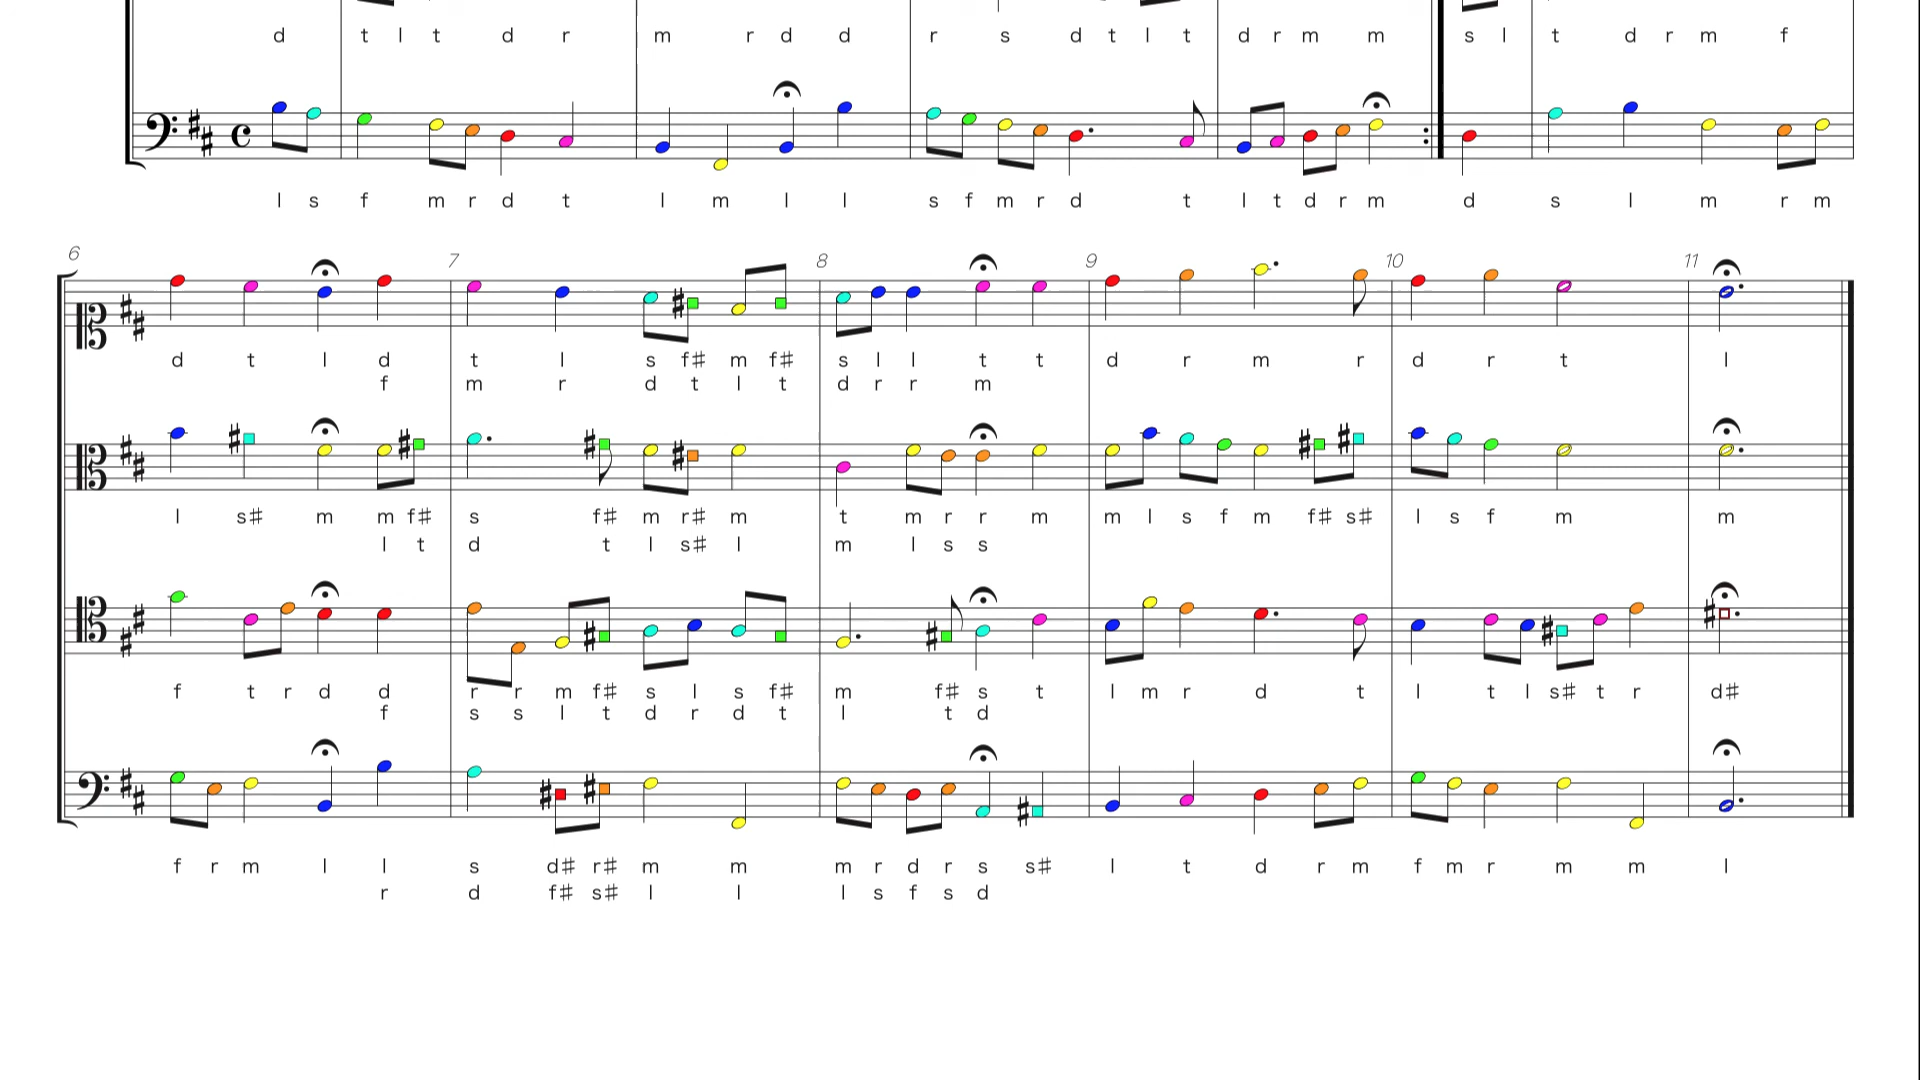 d t l t d r m r d d r s d t l t d r m m s l t d r m f
l s f m r d t l m l l s f m r d t l t d r m d s l m r m
6 7 8 9 10 11
d t l d t l s f♯ m f♯ s l l t t d r m r d r t l
f m r d t l t d r r m
l s♯ m m f♯ s f♯ m r♯ m t m r r m m l s f m f♯ s♯ l s f m m
l t d t l s♯ l m l s s
f t r d d r r m f♯ s l s f♯ m f♯ s t l m r d t l t l s♯ t r d♯
f s s l t d r d t l t d
f r m l l s d♯ r♯ m m m r d r s s♯ l t d r m f m r m m l
r d f♯ s♯ l l l s f s d